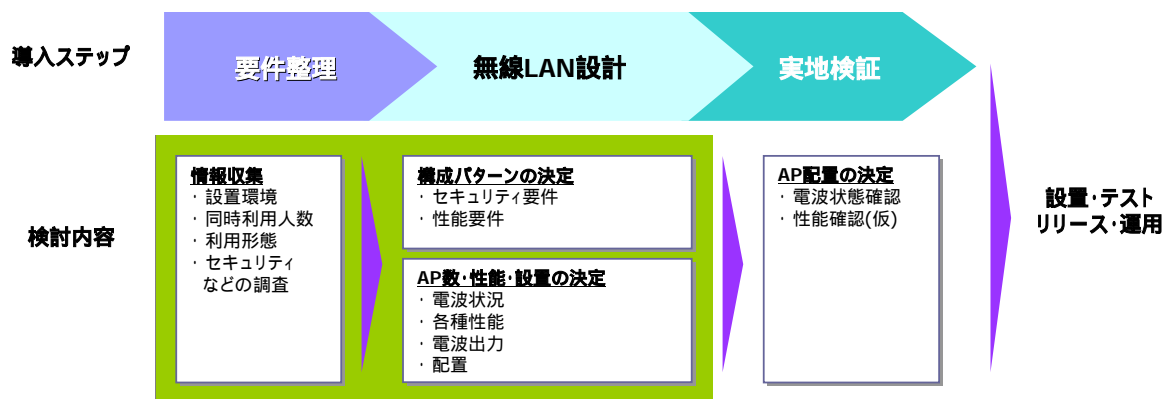 導入ステップ
要件整理
無線LAN設計
実地検証
検討内容
情報収集
・設置環境
・同時利用人数
・利用形態
・セキュリティ
などの調査
構成パターンの決定
・セキュリティ要件
・性能要件
AP数・性能・設置の決定
・電波状況
・各種性能
・電波出力
・配置
AP配置の決定
・電波状態確認
・性能確認(仮)
設置・テスト
リリース・運用